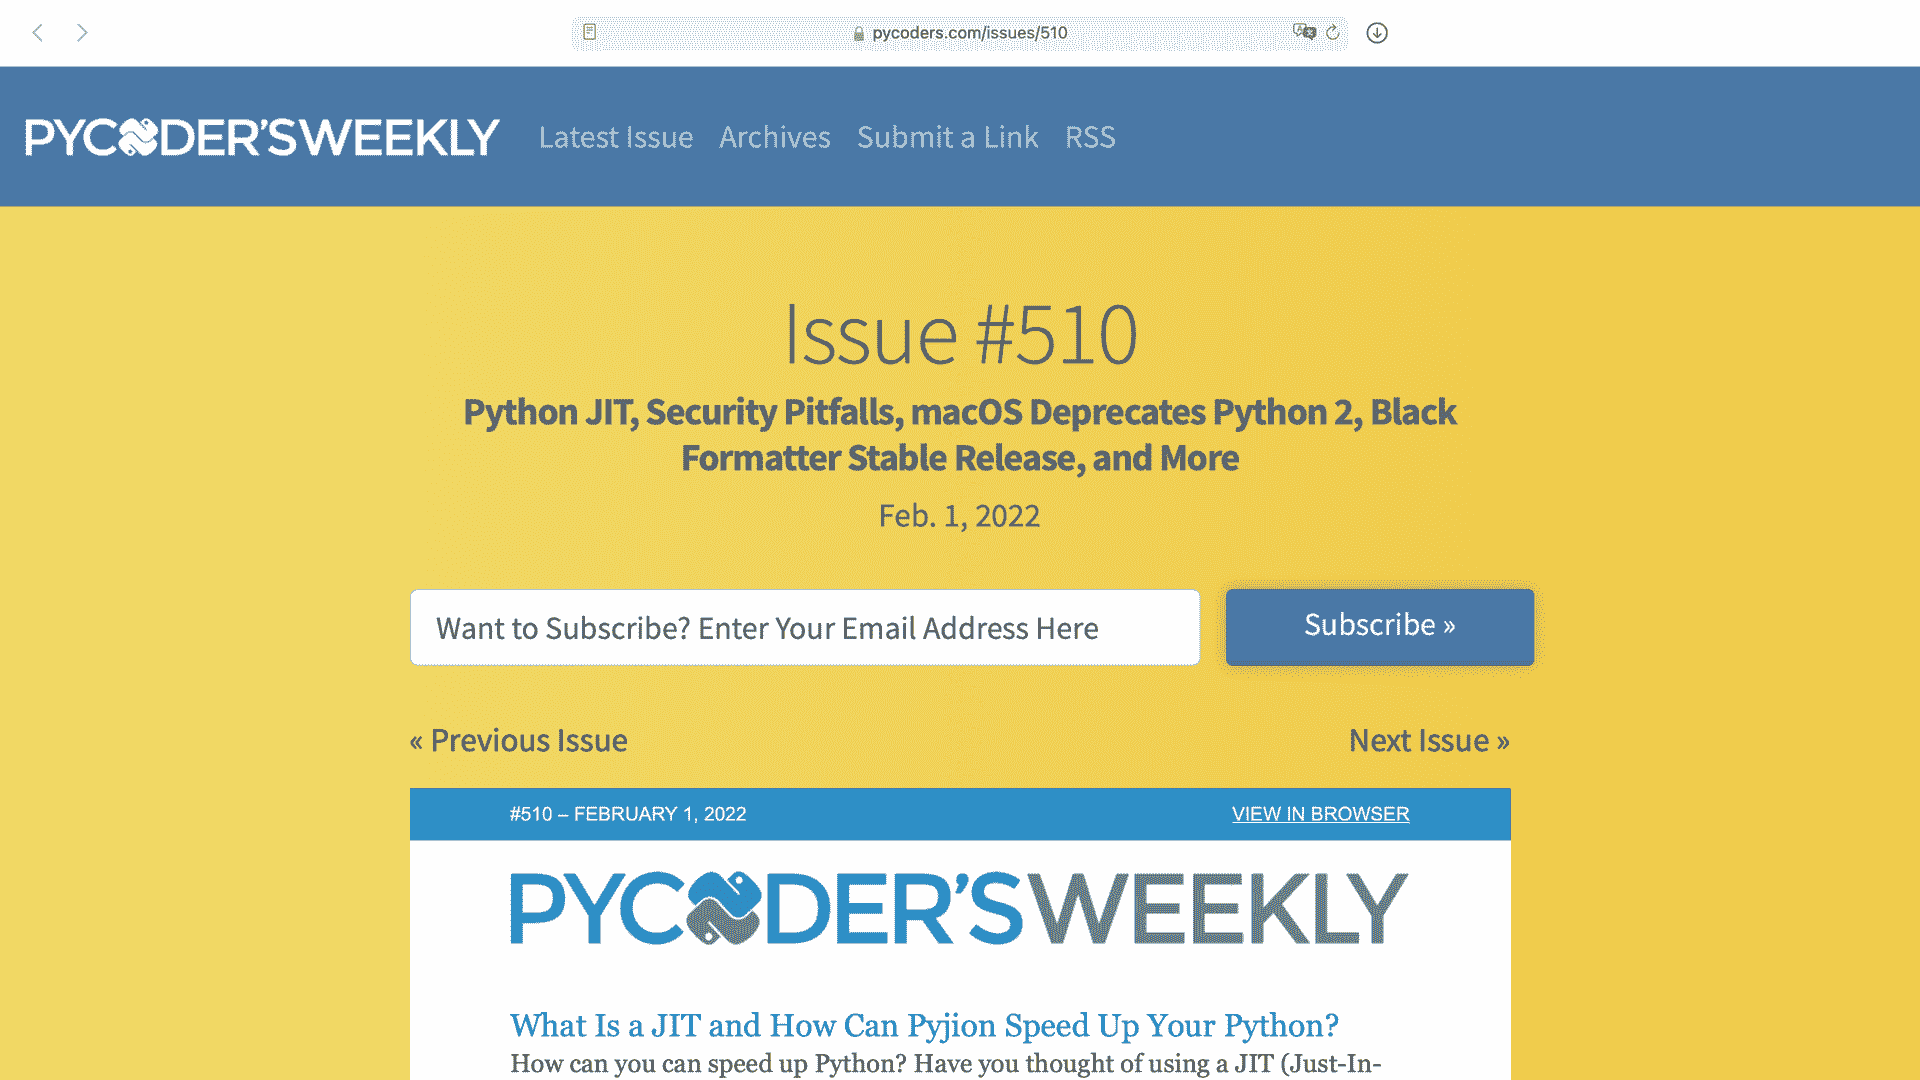 pycoders.com/issues/510
PYCODER'SWEEKLY Latest Issue Archives Submit a Link RSS
Issue #510
Python JIT, Security Pitfalls, macOS Deprecates Python 2, Black
Formatter Stable Release, and More
Feb. 1, 2022
Want to Subscribe? Enter Your Email Address Here Subscribe »
« Previous Issue Next Issue »
#510 – FEBRUARY 1, 2022 VIEW IN BROWSER
PYCODER'SWEEKLY
What Is a JIT and How Can Pyjion Speed Up Your Python?
How can you can speed up Python? Have you thought of using a JIT (Just-In-